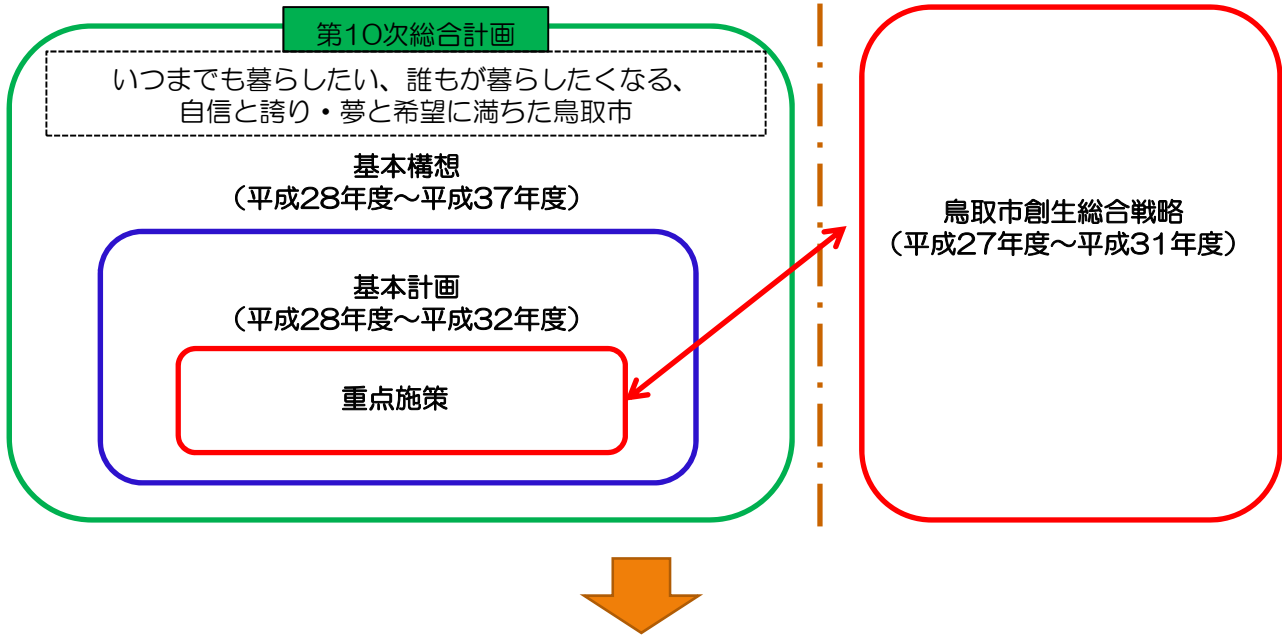 第10次総合計画
いつまでも暮らしたい、誰もが暮らしたくなる、
自信と誇り・夢と希望に満ちた鳥取市
基本構想
（平成28年度～平成37年度）
基本計画
（平成28年度～平成32年度）
重点施策
鳥取市創生総合戦略
（平成27年度～平成31年度）